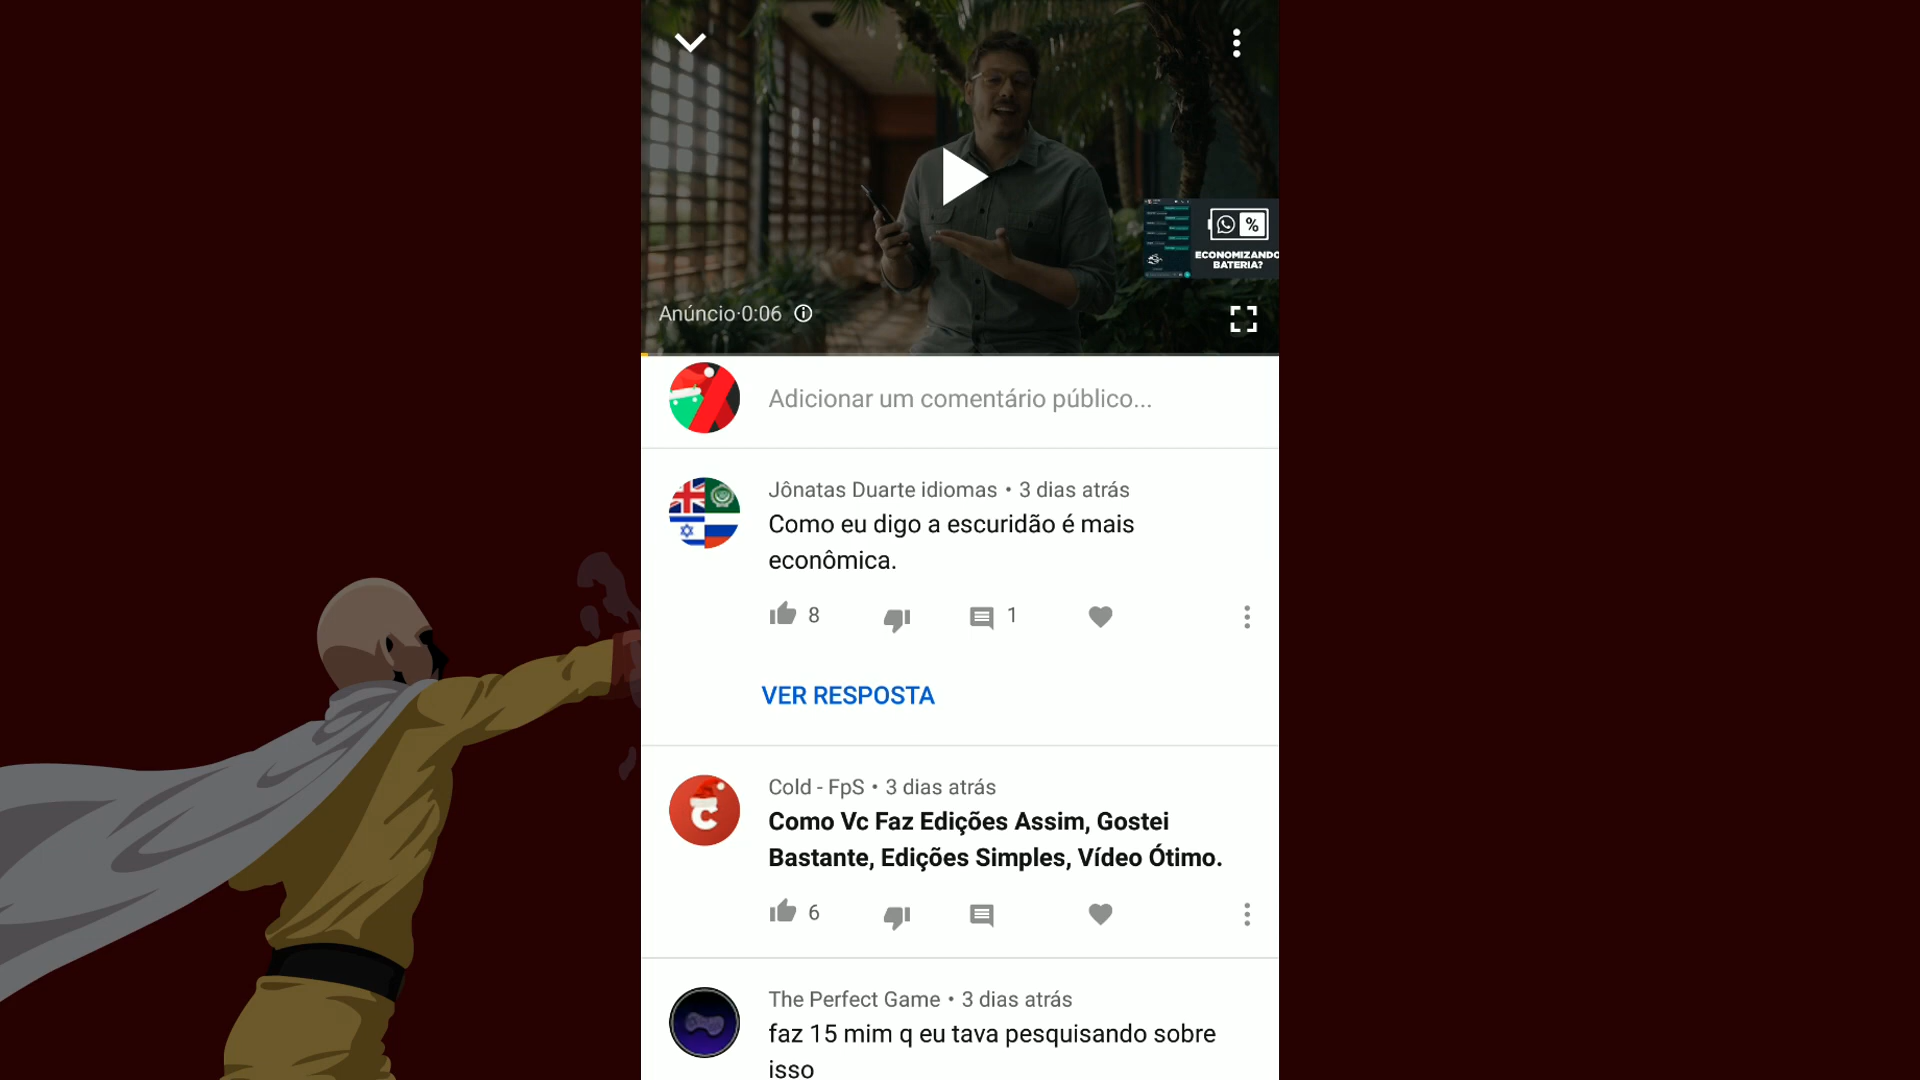 %
ECONOMIZANDO
BATERIA?
Anúncio·0:06
Adicionar um comentário público...
Jônatas Duarte idiomas • 3 dias atrás
Como eu digo a escuridão é mais
econômica.
8
1
VER RESPOSTA
Cold - FpS • 3 dias atrás
Como Vc Faz Edições Assim, Gostei
Bastante, Edições Simples, Vídeo Ótimo.
C
6
The Perfect Game • 3 dias atrás
faz 15 mim q eu tava pesquisando sobre
isso